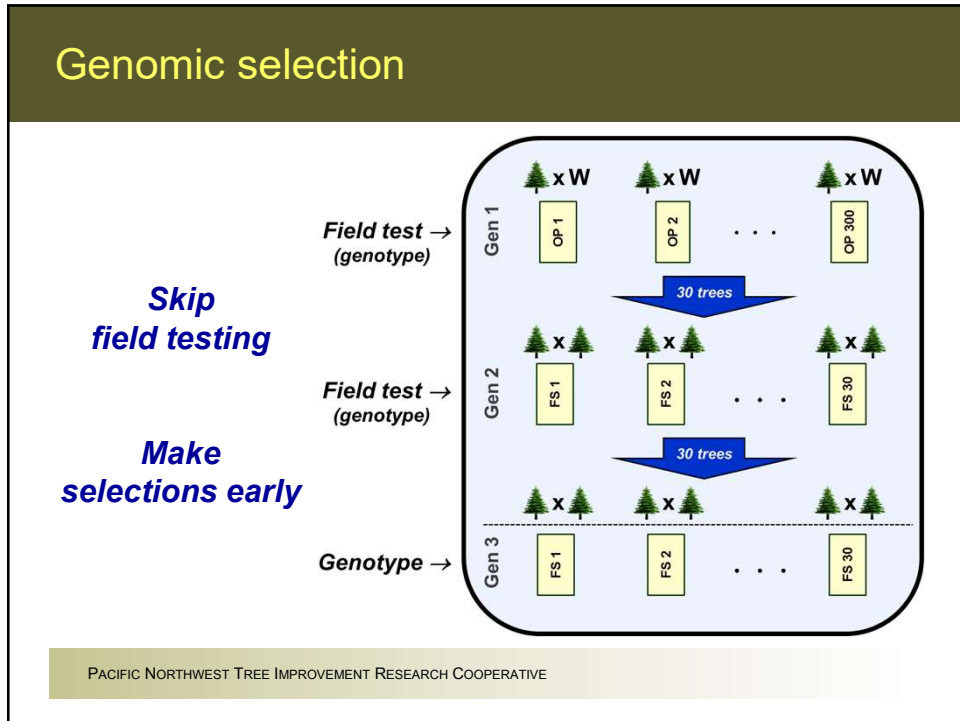 Genomic selection
x W x W x W
Gen 1
Field test →
(genotype)
OP 1 OP 2 . . . OP 300
Skip
field testing
30 trees
x x x
Gen 2
Field test →
(genotype)
FS 1 FS 2 . . . FS 30
Make
selections early
30 trees
x x x
Gen 3
Genotype →
FS 1 FS 2 . . . FS 30
PACIFIC NORTHWEST TREE IMPROVEMENT RESEARCH COOPERATIVE